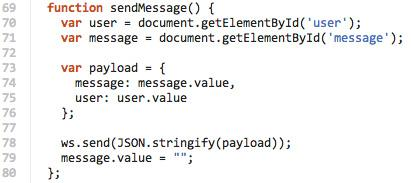 69 function sendMessage() {
70 var user = document.getElementById('user');
71 var message = document.getElementById('message');
72
73 var payload = {
74 message: message.value,
75 user: user.value
76 };
77
78 ws.send(JSON.stringify(payload));
79 message.value = "";
80 };